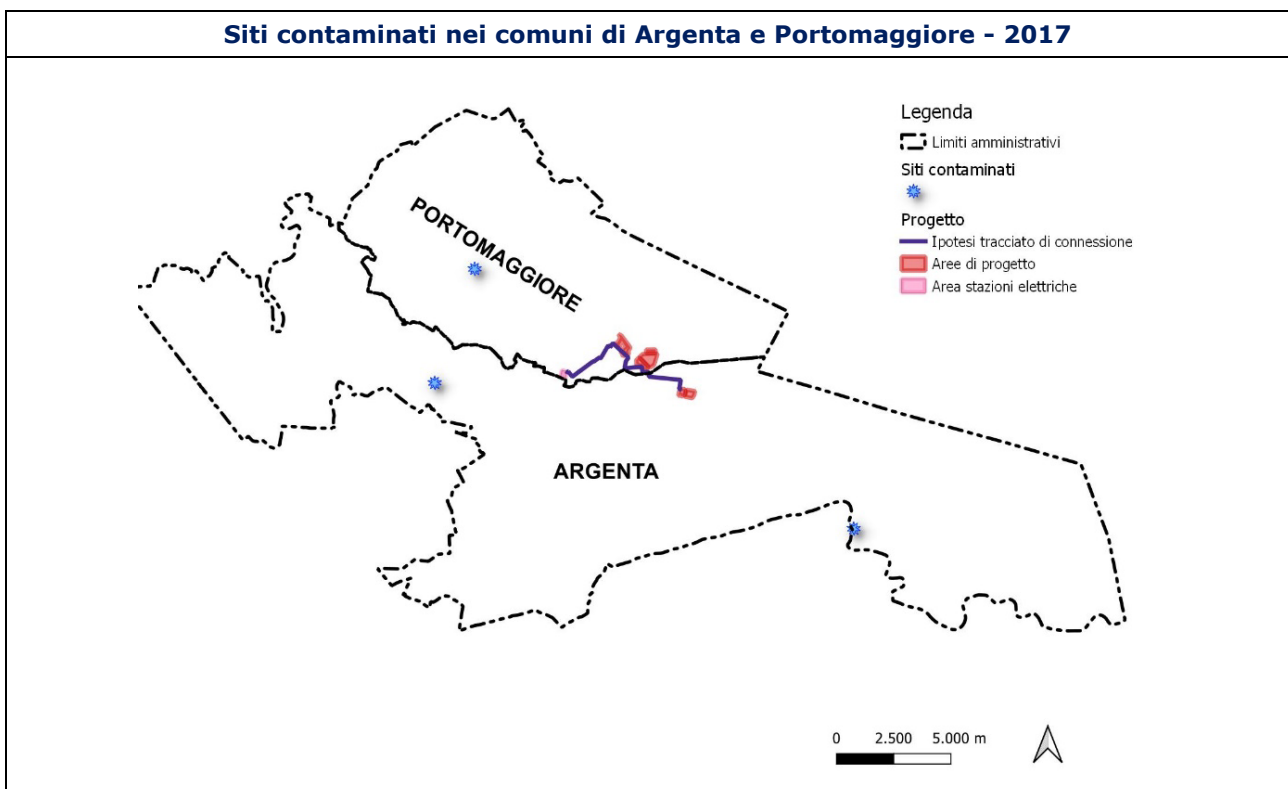 Siti contaminati nei comuni di Argenta e Portomaggiore - 2017
Legenda
Limiti amministrativi
Siti contaminati
Progetto
Ipotesi tracciato di connessione
Aree di progetto
Area stazioni elettriche
PORTOMAGGIORE
ARGENTA
0 2.500 5.000 m